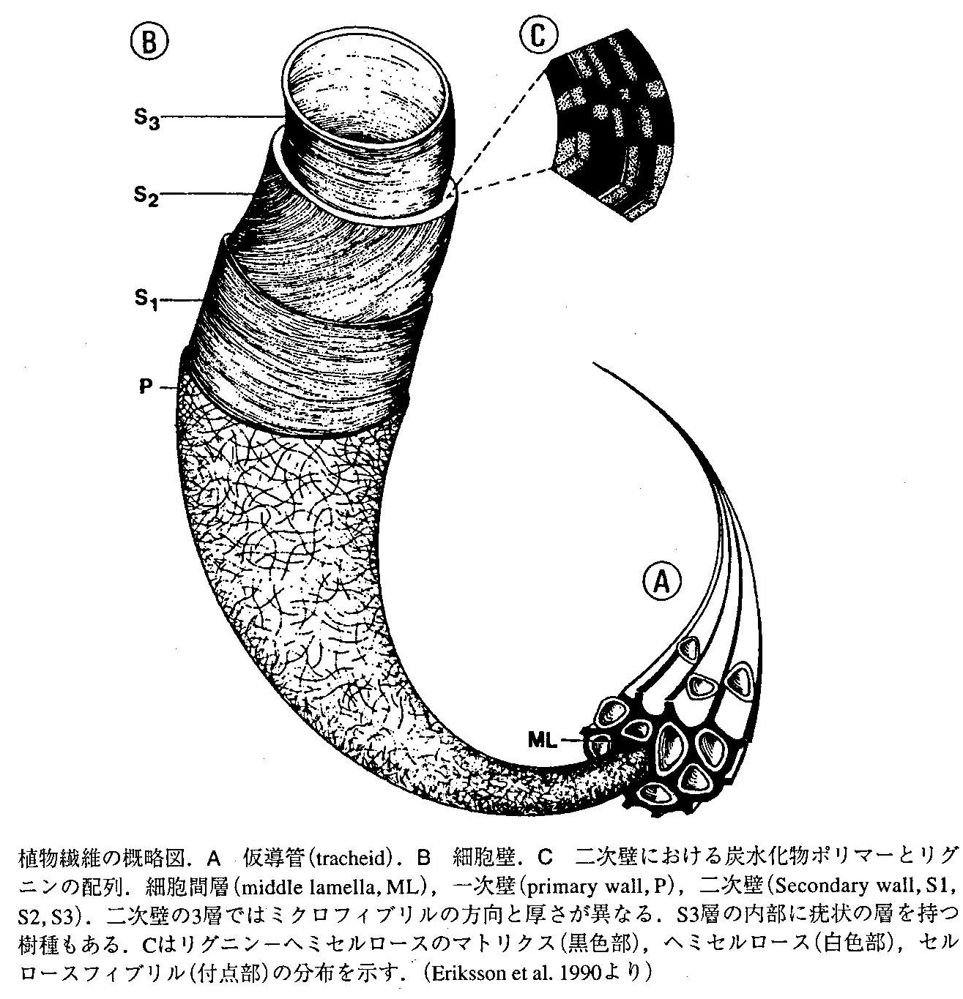 B
C
S3
S2
S1
P
A
ML
植物繊維の概略図．A　仮導管(tracheid)．B　細胞壁．C　二次壁における炭水化物ポリマーとリグ
ニンの配列．細胞間層(middle lamella, ML)，一次壁(primary wall, P)，二次壁(Secondary wall, S1,
S2, S3)．二次壁の3層ではミクロフィブリルの方向と厚さが異なる．S3層の内部に疣状の層を持つ
樹種もある．Cはリグニン－ヘミセルロースのマトリクス(黒色部)，ヘミセルロース(白色部)，セル
ロースフィブリル(付点部)の分布を示す．(Eriksson et al. 1990より)